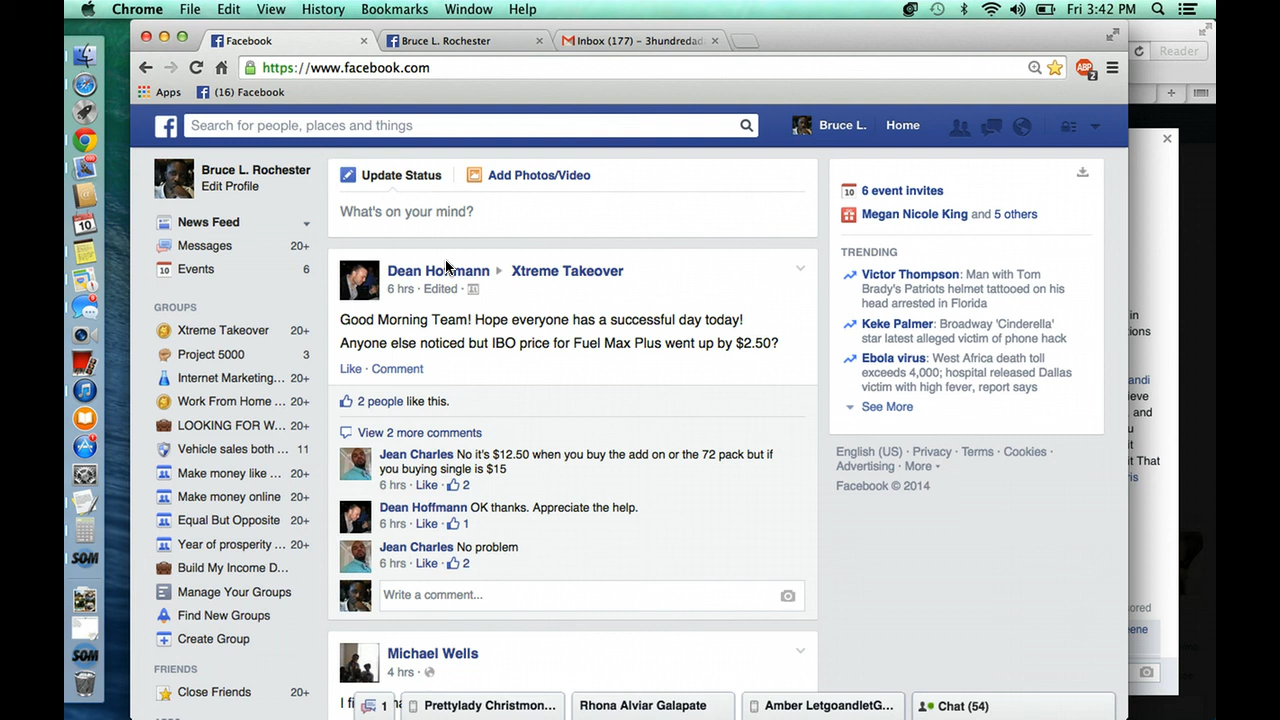 Chrome File Edit View History Bookmarks Window Help Fri 3:42 PM
Facebook Bruce L. Rochester Inbox (177) – 3hundredad
https://www.facebook.com ABP 2 Reader
Apps (16) Facebook
Search for people, places and things Bruce L. Home
Bruce L. Rochester
Edit Profile
News Feed
Messages 20+
Events 6
GROUPS
Xtreme Takeover 20+
Project 5000 3
Internet Marketing... 20+
Work From Home ... 20+
LOOKING FOR W... 20+
Vehicle sales both ... 11
Make money like ... 20+
Make money online 20+
Equal But Opposite 20+
Year of prosperity ... 20+
Build My Income D...
Manage Your Groups
Find New Groups
Create Group
FRIENDS
Close Friends 20+
Update Status Add Photos/Video
What's on your mind?
Dean Hoffmann Xtreme Takeover
6 hrs · Edited ·
Good Morning Team! Hope everyone has a successful day today!
Anyone else noticed but IBO price for Fuel Max Plus went up by $2.50?
Like · Comment
2 people like this.
View 2 more comments
Jean Charles No it's $12.50 when you buy the add on or the 72 pack but if
you buying single is $15
6 hrs · Like · 2
Dean Hoffmann OK thanks. Appreciate the help.
6 hrs · Like · 1
Jean Charles No problem
6 hrs · Like · 2
Write a comment...
Michael Wells
4 hrs ·
I fi
1 Prettylady Christmon... Rhona Alviar Galapate Amber LetgoandletG... Chat (54)
10 6 event invites
Megan Nicole King and 5 others
TRENDING
Victor Thompson: Man with Tom
Brady's Patriots helmet tattooed on his
head arrested in Florida
Keke Palmer: Broadway 'Cinderella'
star latest alleged victim of phone hack
Ebola virus: West Africa death toll
exceeds 4,000; hospital released Dallas
victim with high fever, report says
See More
English (US) · Privacy · Terms · Cookies ·
Advertising · More
Facebook © 2014
SOM
SOM